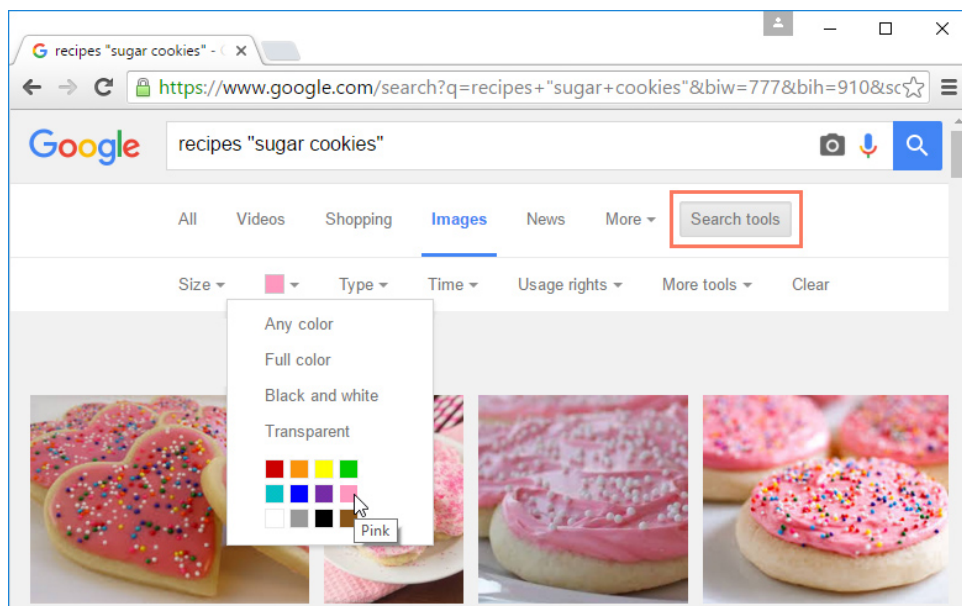 recipes "sugar cookies" -
https://www.google.com/search?q=recipes+"sugar+cookies"&biw=777&bih=910&sc
Google
recipes "sugar cookies"
All Videos Shopping Images News More Search tools
Size Type Time Usage rights More tools Clear
Any color
Full color
Black and white
Transparent
Pink